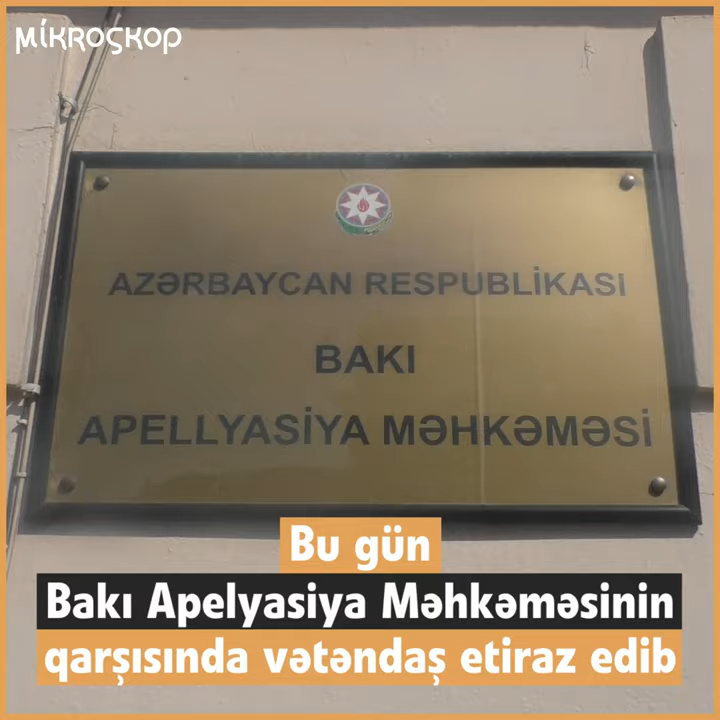 MİKROSKOP
AZƏRBAYCAN RESPUBLİKASI
BAKI
APELLYASİYA MƏHKƏMƏSİ
Bu gün
Bakı Apelyasiya Məhkəməsinin
qarşısında vətəndaş etiraz edib